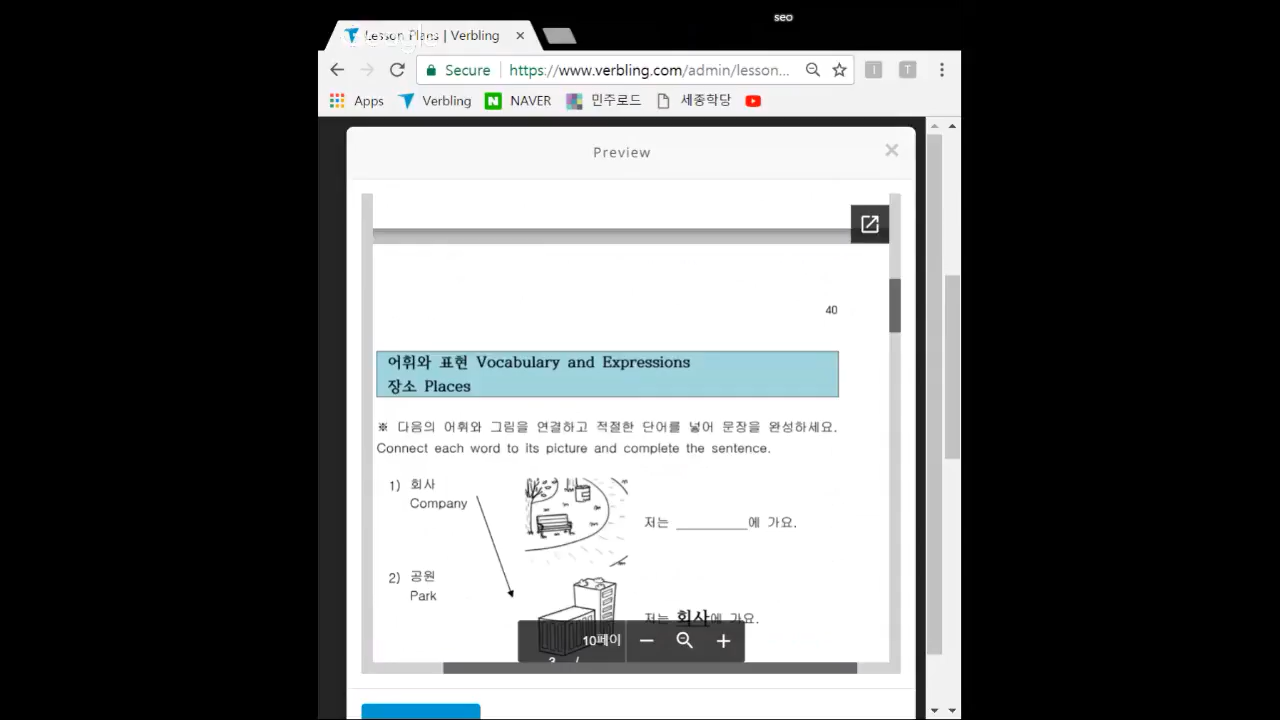 seo
Lesson Plans | Verbling
Secure https://www.verbling.com/admin/lesson...
I T
Apps Verbling N NAVER 민주로드 세종학당
Preview
40
어휘와 표현 Vocabulary and Expressions
장소 Places
※ 다음의 어휘와 그림을 연결하고 적절한 단어를 넣어 문장을 완성하세요.
Connect each word to its picture and complete the sentence.
1) 회사
Company
저는 __________에 가요.
2) 공원
Park
저는 회사에 가요.
10페이
3 /